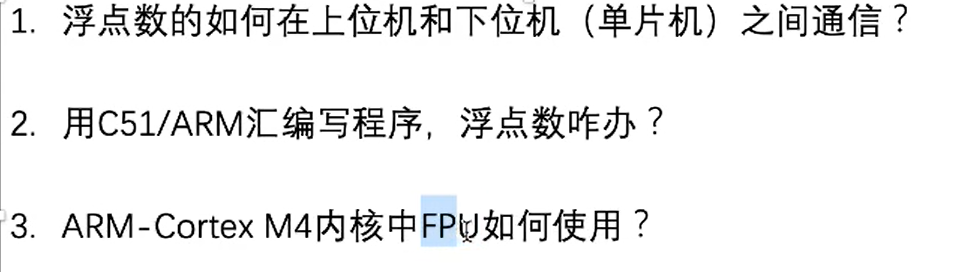 1. 浮点数的如何在上位机和下位机（单片机）之间通信？
2. 用C51/ARM汇编写程序，浮点数咋办？
3. ARM-Cortex M4内核中FPU如何使用？